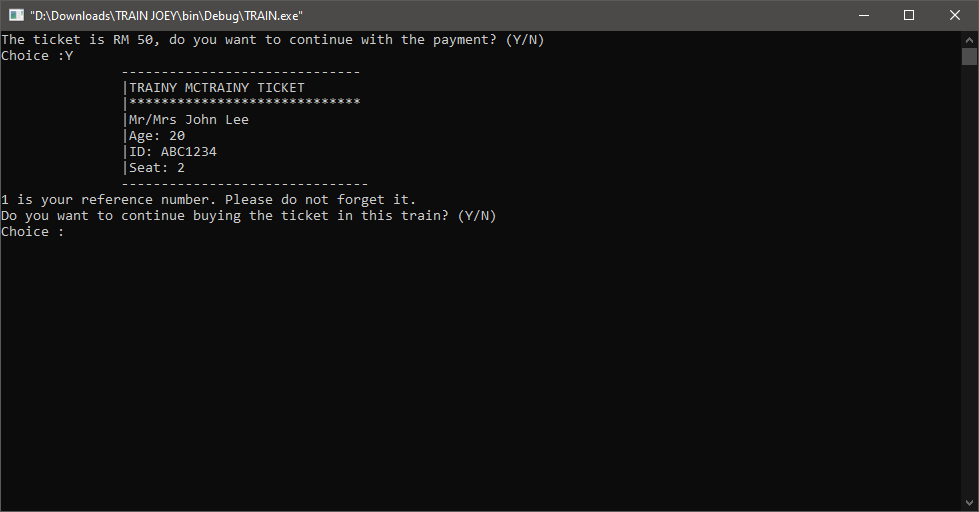 "D:\Downloads\TRAIN JOEY\bin\Debug\TRAIN.exe"
The ticket is RM 50, do you want to continue with the payment? (Y/N)
Choice :Y
------------------------------
|TRAINY MCTRAINY TICKET
|*****************************
|Mr/Mrs John Lee
|Age: 20
|ID: ABC1234
|Seat: 2
-------------------------------
1 is your reference number. Please do not forget it.
Do you want to continue buying the ticket in this train? (Y/N)
Choice :